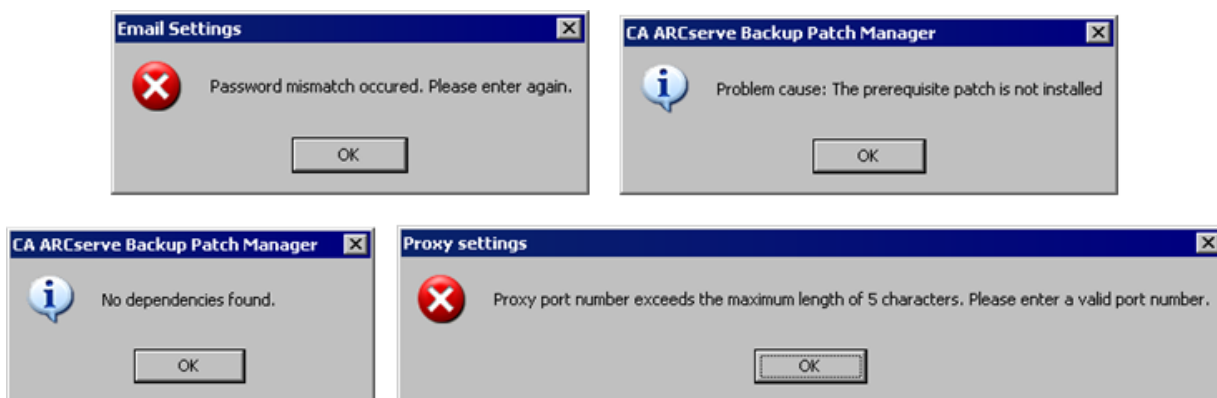 Email Settings
Password mismatch occured. Please enter again.
OK
CA ARCserve Backup Patch Manager
Problem cause: The prerequisite patch is not installed
OK
CA ARCserve Backup Patch Manager
No dependencies found.
OK
Proxy settings
Proxy port number exceeds the maximum length of 5 characters. Please enter a valid port number.
OK